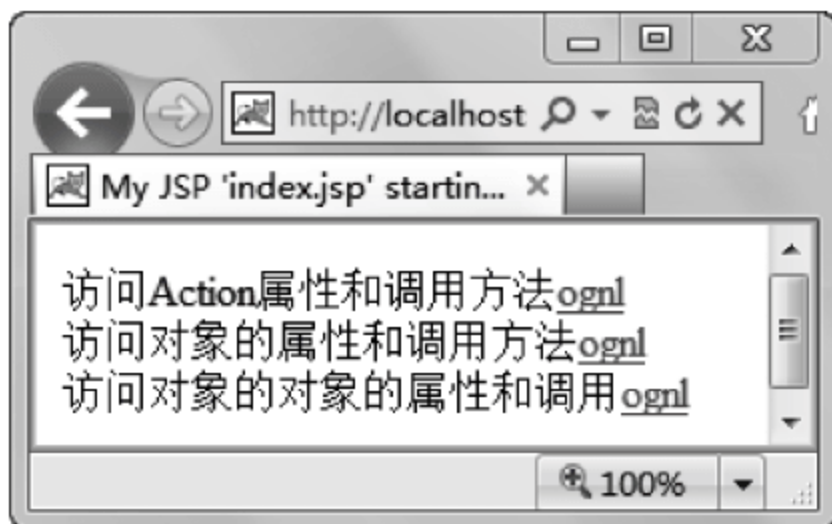 http://localhost
My JSP 'index.jsp' startin...
访问Action属性和调用方法ognl
访问对象的属性和调用方法ognl
访问对象的对象的属性和调用ognl
100%